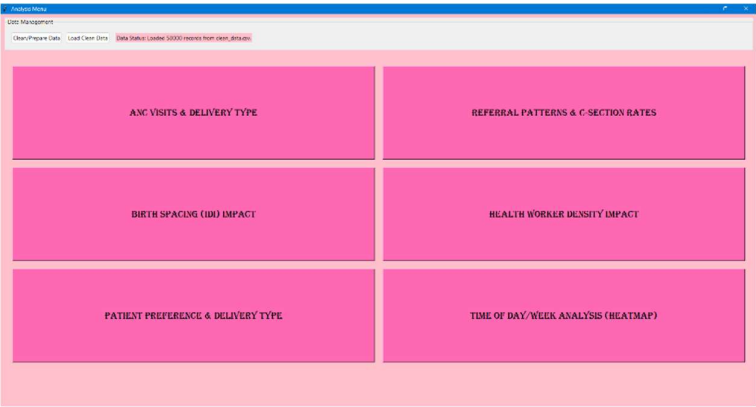 Analysis Menu
Data Management
Clean/Prepare Data Load Clean Data Data Status: Loaded 50000 records from clean_data.csv
ANC VISITS & DELIVERY TYPE
REFERRAL PATTERNS & C-SECTION RATES
BIRTH SPACING (IDI) IMPACT
HEALTH WORKER DENSITY IMPACT
PATIENT PREFERENCE & DELIVERY TYPE
TIME OF DAY/WEEK ANALYSIS (HEATMAP)